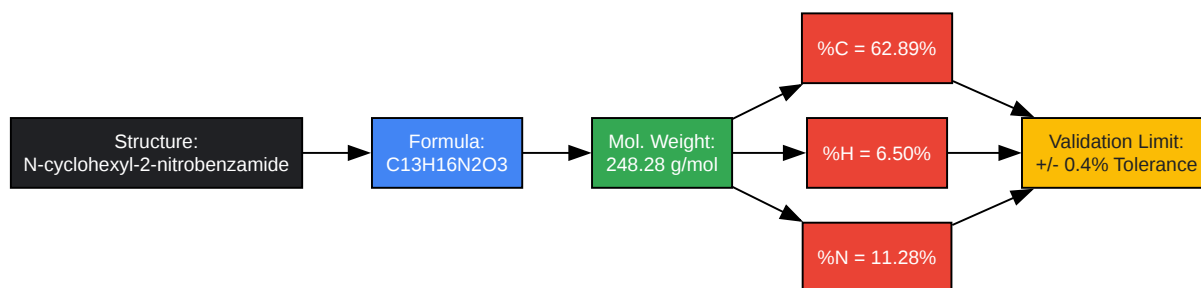 Structure:
N-cyclohexyl-2-nitrobenzamide
Formula:
C13H16N2O3
Mol. Weight:
248.28 g/mol
%C = 62.89%
%H = 6.50%
%N = 11.28%
Validation Limit:
+/- 0.4% Tolerance